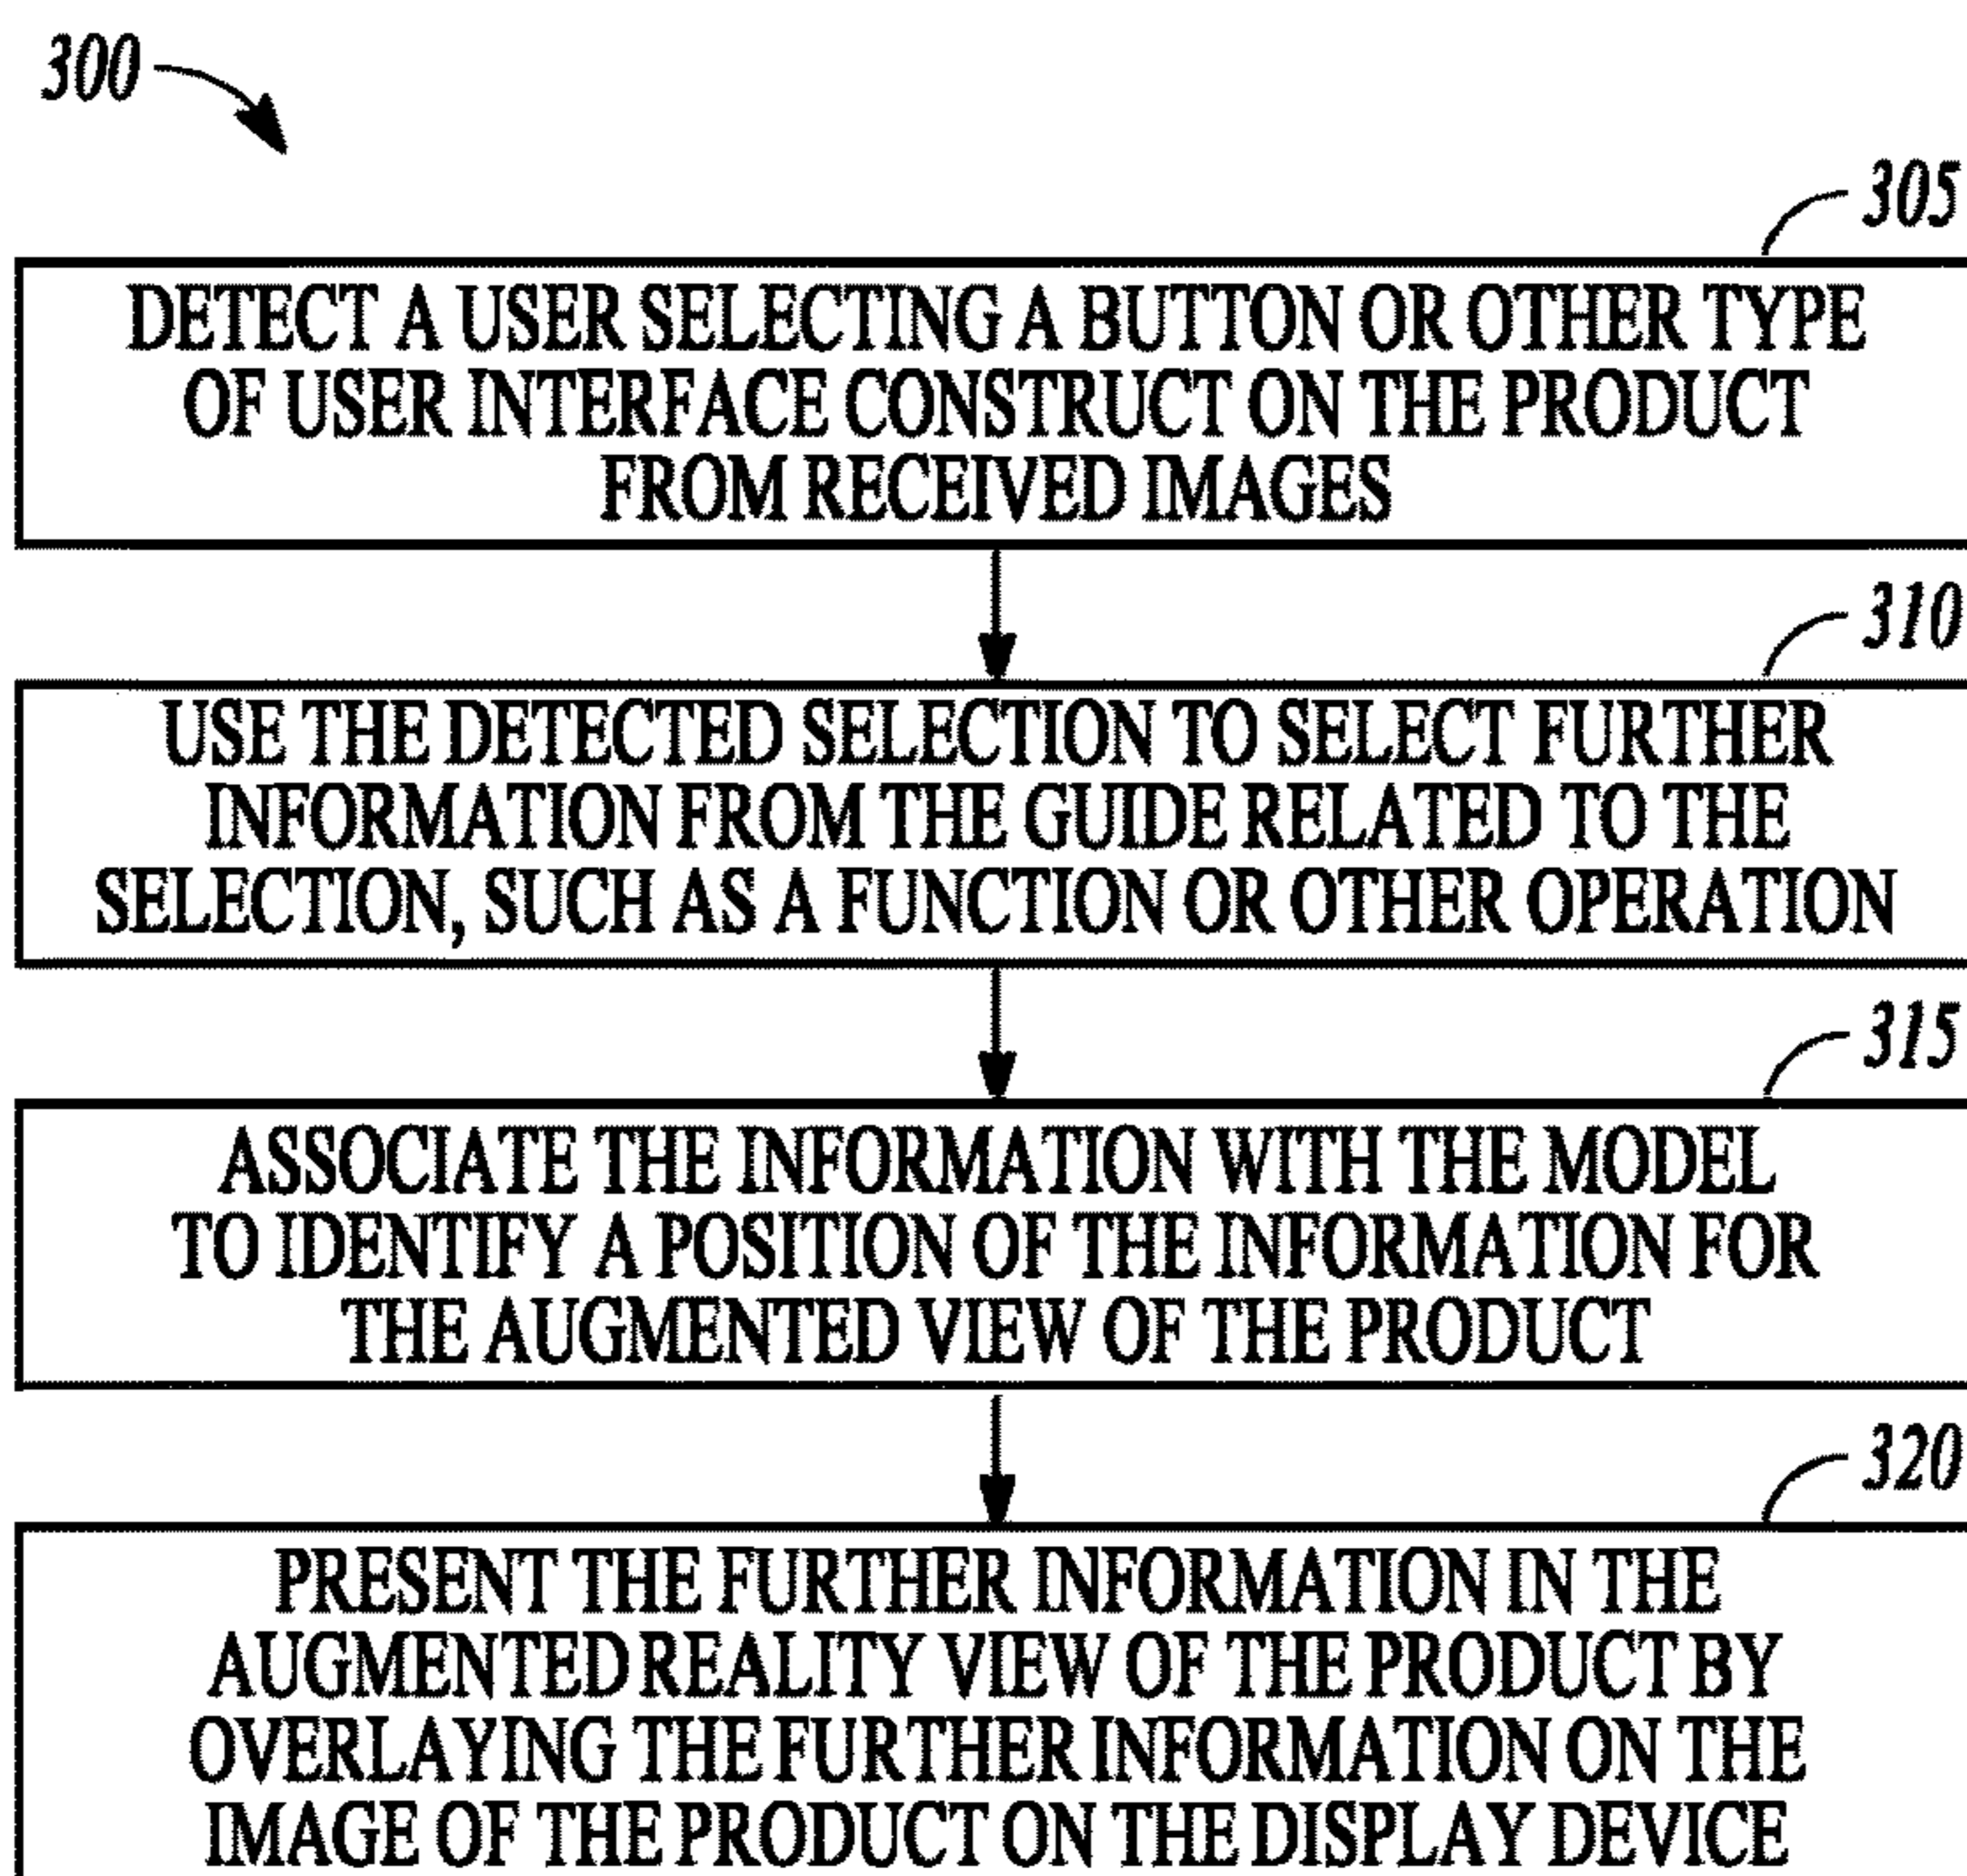 300
305
DETECT A USER SELECTING A BUTTON OR OTHER TYPE
OF USER INTERFACE CONSTRUCT ON THE PRODUCT
FROM RECEIVED IMAGES
310
USE THE DETECTED SELECTION TO SELECT FURTHER
INFORMATION FROM THE GUIDE RELATED TO THE
SELECTION, SUCH AS A FUNCTION OR OTHER OPERATION
315
ASSOCIATE THE INFORMATION WITH THE MODEL
TO IDENTIFY A POSITION OF THE INFORMATION FOR
THE AUGMENTED VIEW OF THE PRODUCT
320
PRESENT THE FURTHER INFORMATION IN THE
AUGMENTED REALITY VIEW OF THE PRODUCT BY
OVERLAYING THE FURTHER INFORMATION ON THE
IMAGE OF THE PRODUCT ON THE DISPLAY DEVICE